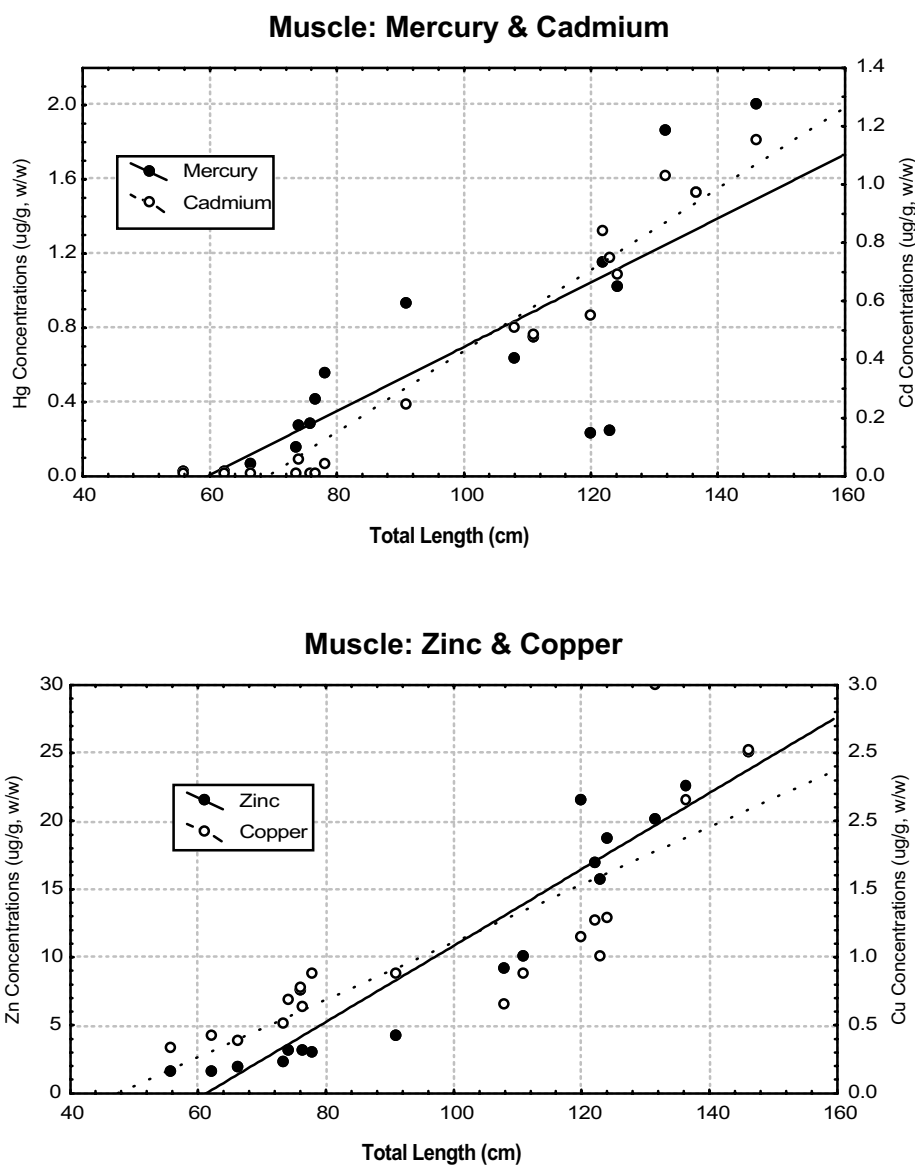 Muscle: Mercury & Cadmium
Hg Concentrations (ug/g, w/w)
2.0
1.6
1.2
0.8
0.4
0.0
Mercury
Cadmium
1.4
1.2
1.0
0.8
0.6
0.4
0.2
0.0
Cd Concentrations (ug/g, w/w)
40 60 80 100 120 140 160
Total Length (cm)
Muscle: Zinc & Copper
Zn Concentrations (ug/g, w/w)
30
25
20
15
10
5
0
Zinc
Copper
3.0
2.5
2.5
1.5
1.0
0.5
0.0
Cu Concentrations (ug/g, w/w)
40 60 80 100 120 140 160
Total Length (cm)